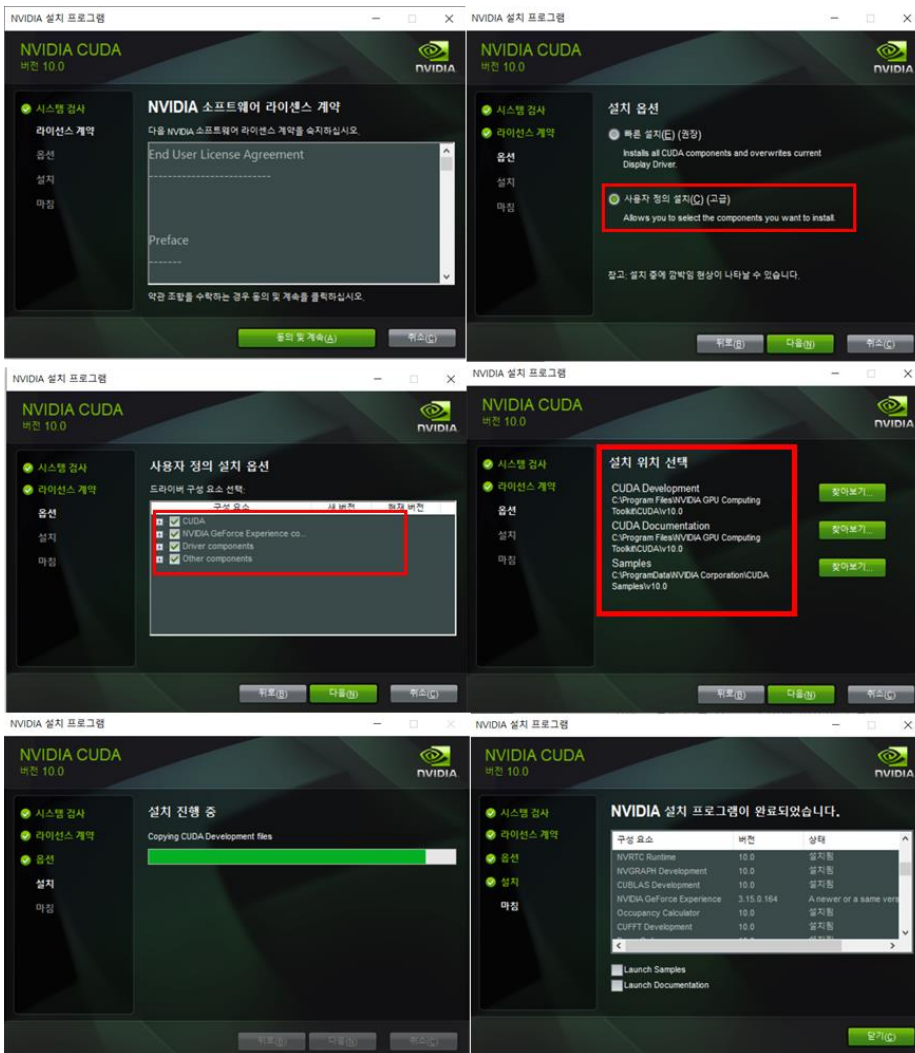 NVIDIA 설치 프로그램
NVIDIA CUDA
버전 10.0
NVIDIA
시스템 검사
라이선스 계약
옵션
설치
마침
NVIDIA 소프트웨어 라이센스 계약
다음 NVIDIA 소프트웨어 라이센스 계약를 숙지하십시오.
End User License Agreement
--------------------------
Preface
-------
약관 조항을 수락하는 경우 동의 및 계속을 클릭하십시오.
동의 및 계속(A)
취소(C)
NVIDIA 설치 프로그램
NVIDIA CUDA
버전 10.0
NVIDIA
시스템 검사
라이선스 계약
옵션
설치
마침
설치 옵션
빠른 설치(E) (권장)
Installs all CUDA components and overwrites current
Display Driver.
사용자 정의 설치(C) (고급)
Allows you to select the components you want to install.
참고: 설치 중에 깜박임 현상이 나타날 수 있습니다.
뒤로(B)
다음(N)
취소(C)
NVIDIA 설치 프로그램
NVIDIA CUDA
버전 10.0
NVIDIA
시스템 검사
라이선스 계약
옵션
설치
마침
사용자 정의 설치 옵션
드라이버 구성 요소 선택:
구성 요소 새 버전 현재 버전
CUDA
NVIDIA GeForce Experience co...
Driver components
Other components
뒤로(B)
다음(N)
취소(C)
NVIDIA 설치 프로그램
NVIDIA CUDA
버전 10.0
NVIDIA
시스템 검사
라이선스 계약
옵션
설치
마침
설치 위치 선택
CUDA Development
C:\Program Files\NVIDIA GPU Computing
Toolkit\CUDA\v10.0
찾아보기...
CUDA Documentation
C:\Program Files\NVIDIA GPU Computing
Toolkit\CUDA\v10.0
찾아보기...
Samples
C:\ProgramData\NVIDIA Corporation\CUDA
Samples\v10.0
찾아보기...
뒤로(B)
다음(N)
취소(C)
NVIDIA 설치 프로그램
NVIDIA CUDA
버전 10.0
NVIDIA
시스템 검사
라이선스 계약
옵션
설치
마침
설치 진행 중
Copying CUDA Development files
뒤로(B)
다음(N)
취소(C)
NVIDIA 설치 프로그램
NVIDIA CUDA
버전 10.0
NVIDIA
시스템 검사
라이선스 계약
옵션
설치
마침
NVIDIA 설치 프로그램이 완료되었습니다.
구성 요소 버전 상태
NVRTC Runtime 10.0 설치됨
NVGRAPH Development 10.0 설치됨
CUBLAS Development 10.0 설치됨
NVIDIA GeForce Experience 3.15.0.164 A newer or a same vers
Occupancy Calculator 10.0 설치됨
CUFFT Development 10.0 설치됨
Launch Samples
Launch Documentation
닫기(C)